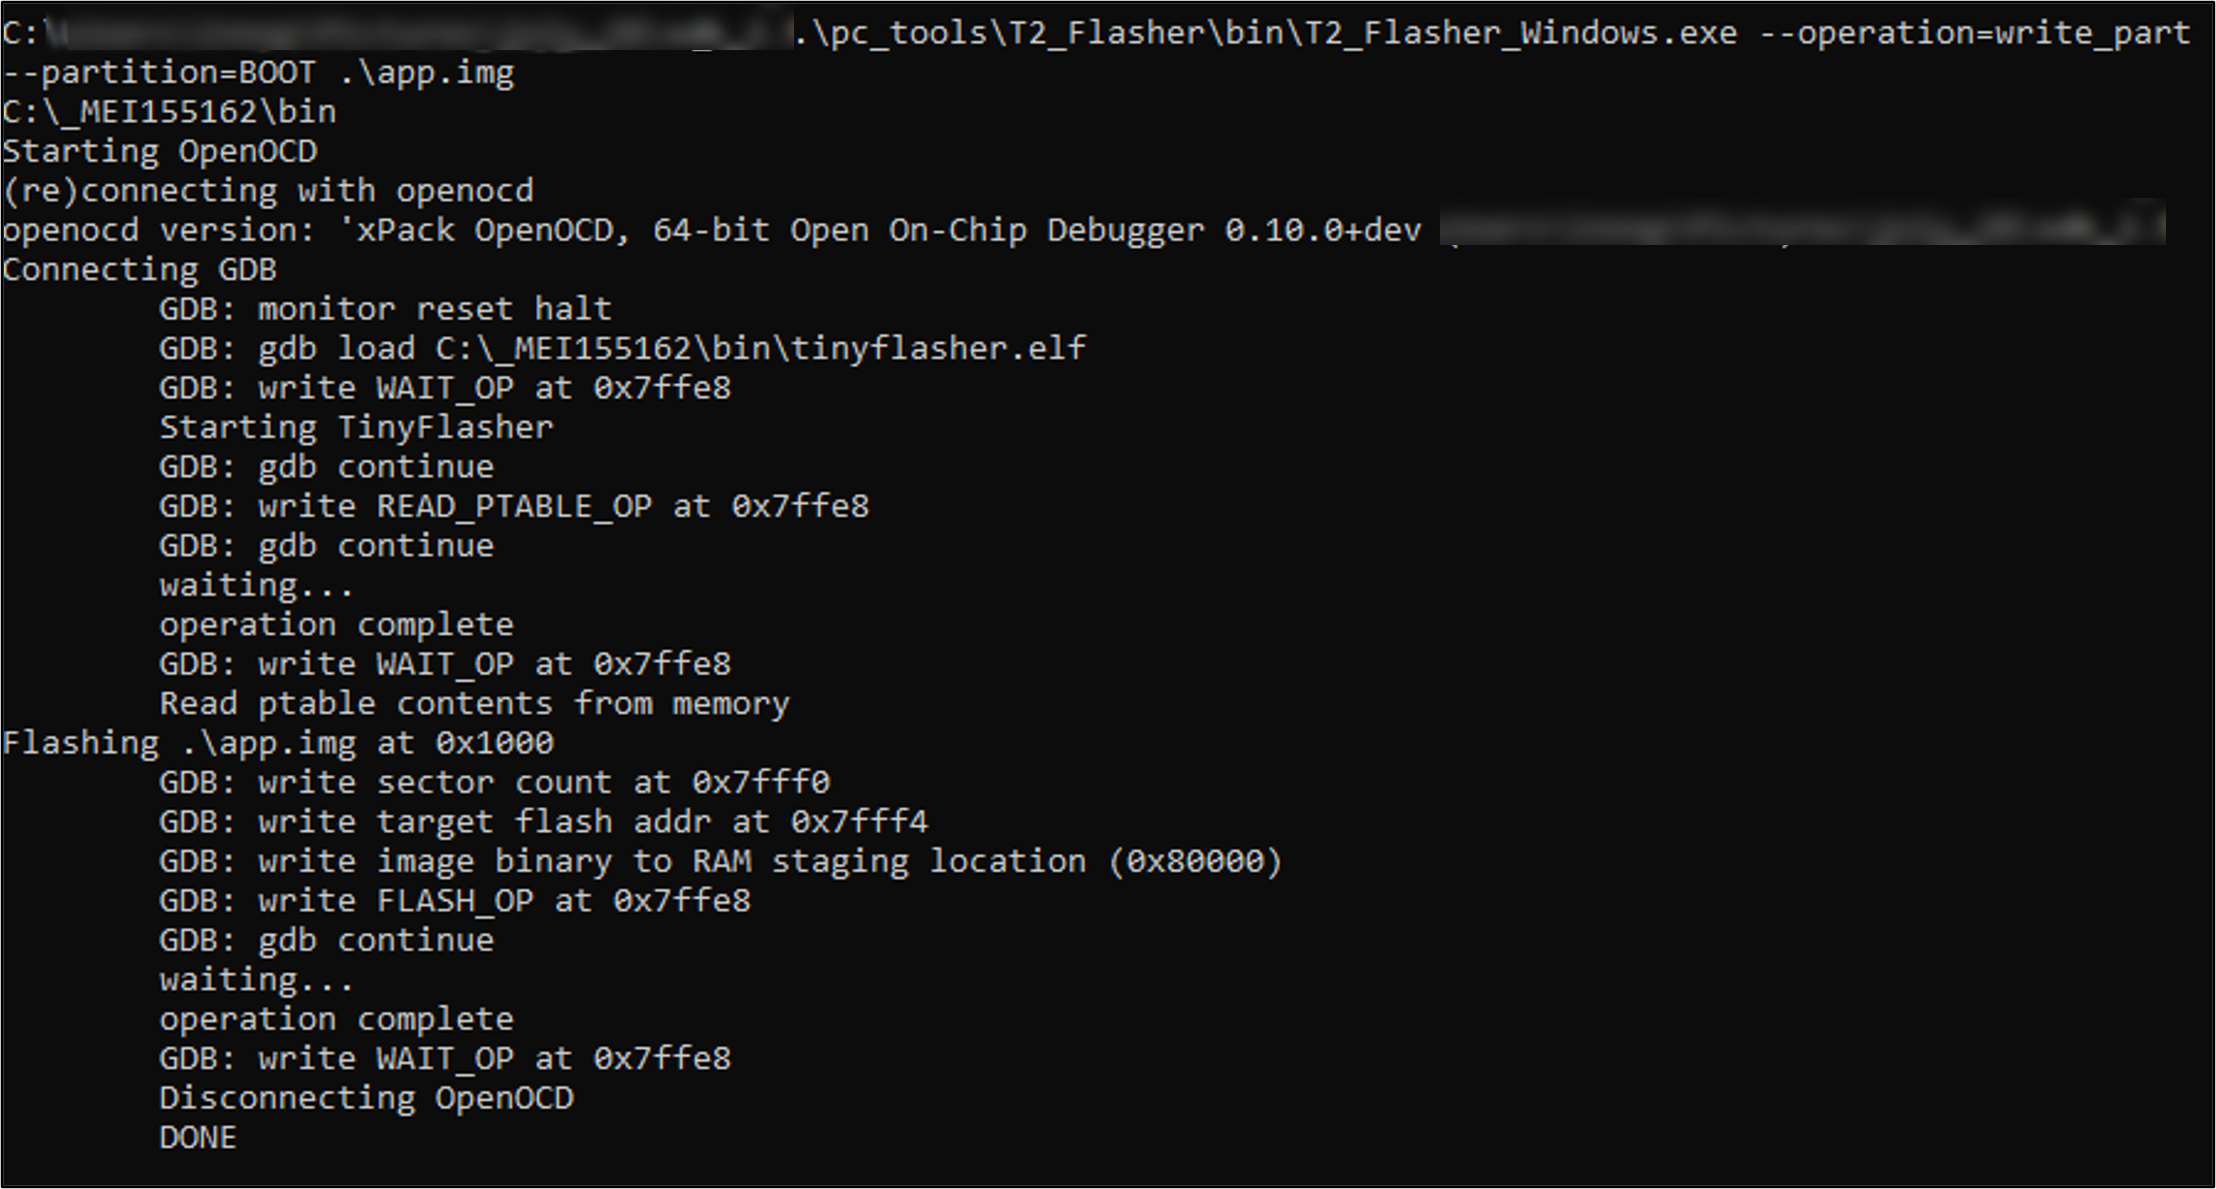 C:\ .\pc_tools\T2_Flasher\bin\T2_Flasher_Windows.exe --operation=write_part
--partition=BOOT .\app.img
C:\_MEI155162\bin
Starting OpenOCD
(re)connecting with openocd
openocd version: 'xPack OpenOCD, 64-bit Open On-Chip Debugger 0.10.0+dev
Connecting GDB
GDB: monitor reset halt
GDB: gdb load C:\_MEI155162\bin\tinyflasher.elf
GDB: write WAIT_OP at 0x7ffe8
Starting TinyFlasher
GDB: gdb continue
GDB: write READ_PTABLE_OP at 0x7ffe8
GDB: gdb continue
waiting...
operation complete
GDB: write WAIT_OP at 0x7ffe8
Read ptable contents from memory
Flashing .\app.img at 0x1000
GDB: write sector count at 0x7fff0
GDB: write target flash addr at 0x7fff4
GDB: write image binary to RAM staging location (0x80000)
GDB: write FLASH_OP at 0x7ffe8
GDB: gdb continue
waiting...
operation complete
GDB: write WAIT_OP at 0x7ffe8
Disconnecting OpenOCD
DONE